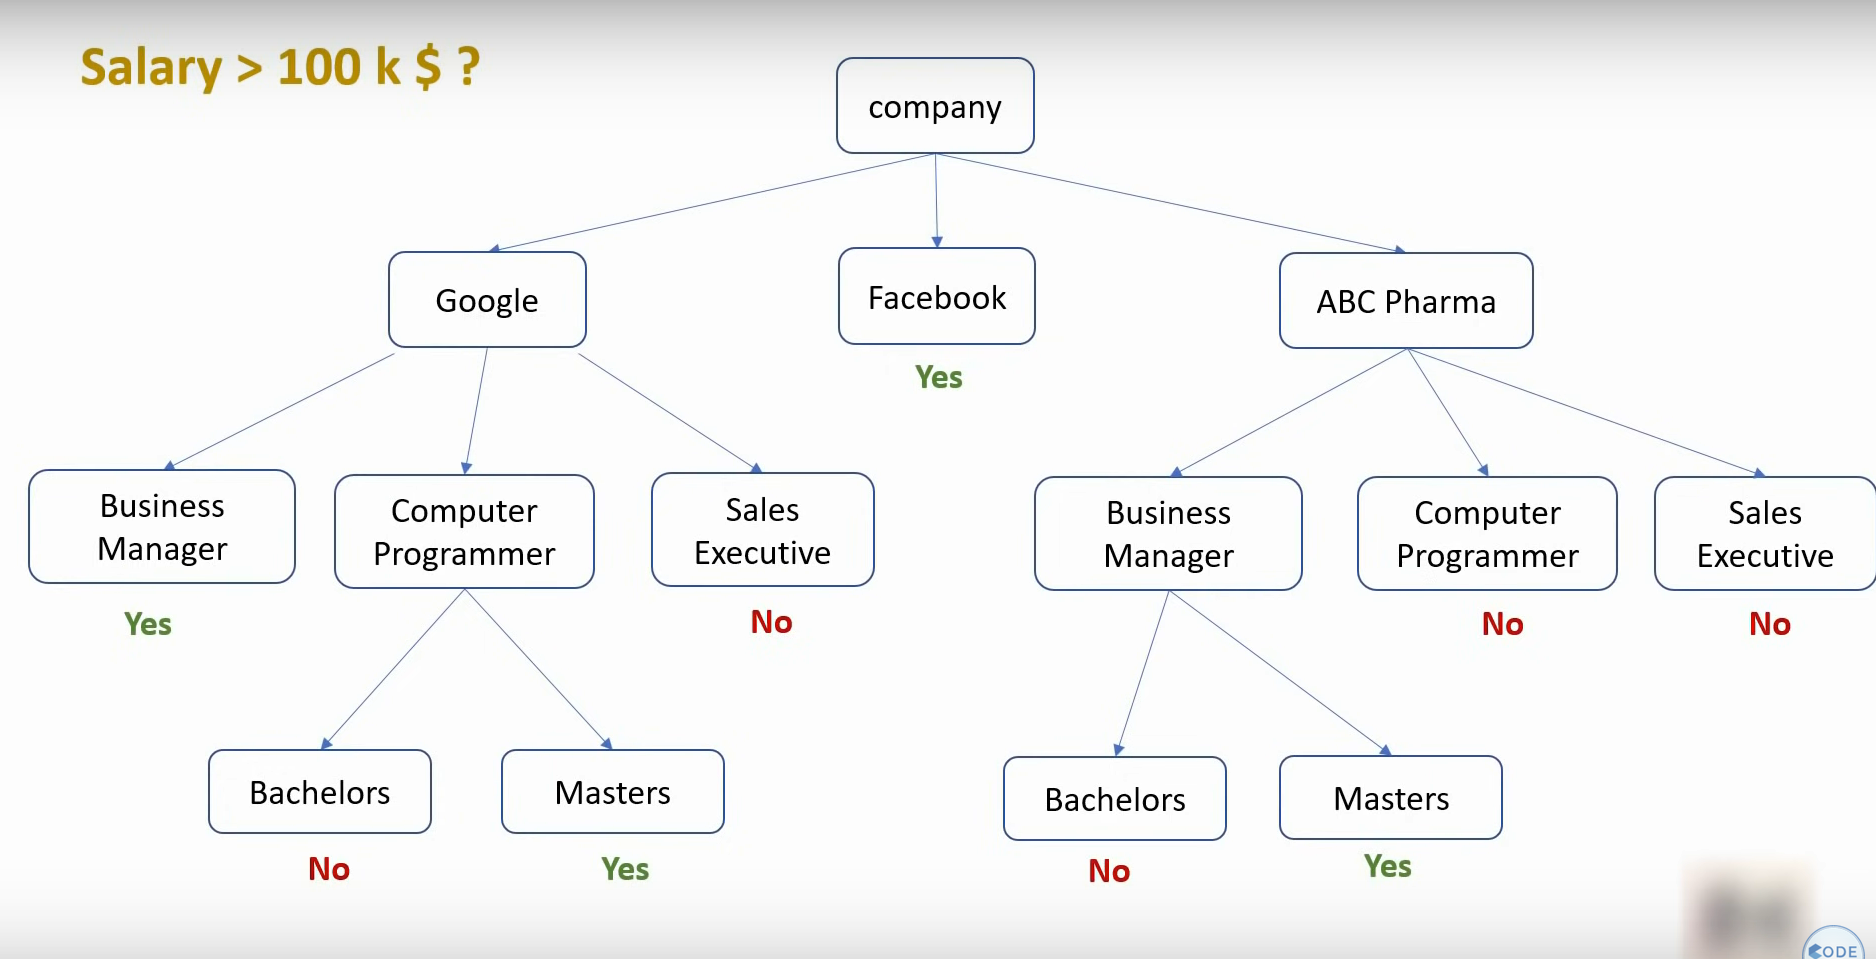 Salary > 100 k $ ?
company
Google
Facebook
ABC Pharma
Yes
Business
Manager
Computer
Programmer
Sales
Executive
Business
Manager
Computer
Programmer
Sales
Executive
Yes
No
No
No
Bachelors
Masters
Bachelors
Masters
No
Yes
No
Yes
CODE